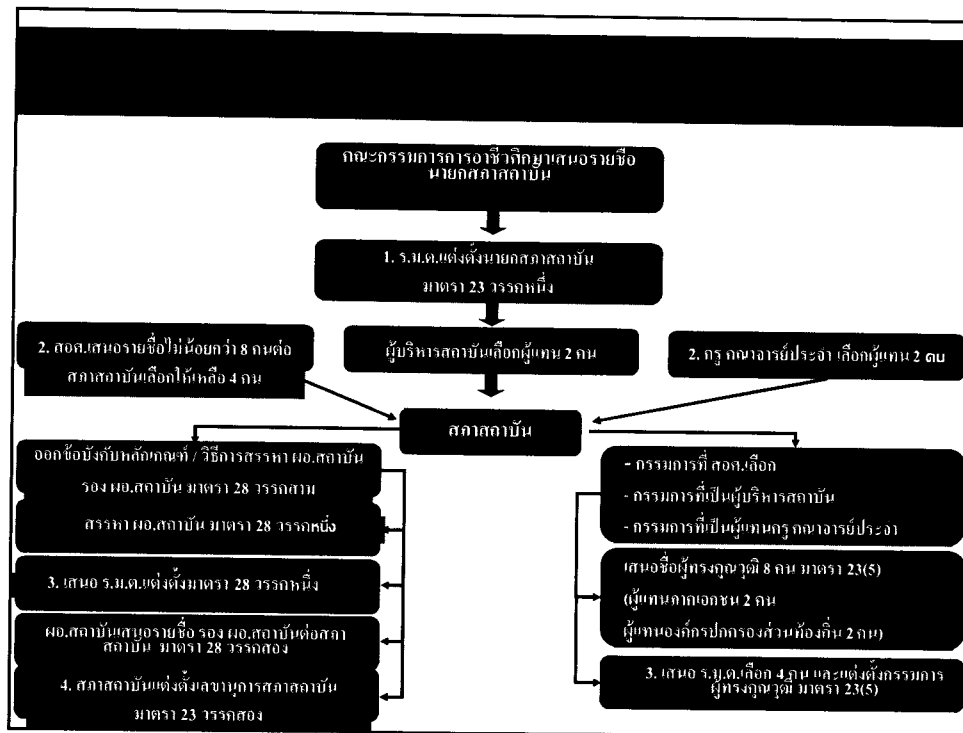 คณะกรรมการการอาชีวศึกษาเสนอรายชื่อ
นายกสภาสถาบัน
1. ร.ม.ต.แต่งตั้งนายกสภาสถาบัน
มาตรา 23 วรรคหนึ่ง
2. สอศ.เสนอรายชื่อไม่น้อยกว่า 8 คนต่อ
สภาสถาบันเลือกให้เหลือ 4 คน
ผู้บริหารสถาบันเลือกผู้แทน 2 คน
2. ครู คณาจารย์ประจำ เลือกผู้แทน 2 คน
สภาสถาบัน
ออกข้อบังคับหลักเกณฑ์ / วิธีการสรรหา ผอ.สถาบัน
รอง ผอ.สถาบัน มาตรา 28 วรรคสาม
สรรหา ผอ.สถาบัน มาตรา 28 วรรคหนึ่ง
3. เสนอ ร.ม.ต.แต่งตั้งมาตรา 28 วรรคหนึ่ง
ผอ.สถาบันเสนอรายชื่อ รอง ผอ.สถาบันต่อสภา
สถาบัน มาตรา 28 วรรคสอง
4. สภาสถาบันแต่งตั้งเลขานุการสภาสถาบัน
มาตรา 23 วรรคสอง
- กรรมการที่ สอศ.เลือก
- กรรมการที่เป็นผู้บริหารสถาบัน
- กรรมการที่เป็นผู้แทนครู คณาจารย์ประจำ
เสนอชื่อผู้ทรงคุณวุฒิ 8 คน มาตรา 23(5)
(ผู้แทนภาคเอกชน 2 คน
ผู้แทนองค์กรปกครองส่วนท้องถิ่น 2 คน)
3. เสนอ ร.ม.ต.เลือก 4 คน และแต่งตั้งกรรมการ
ผู้ทรงคุณวุฒิ มาตรา 23(5)